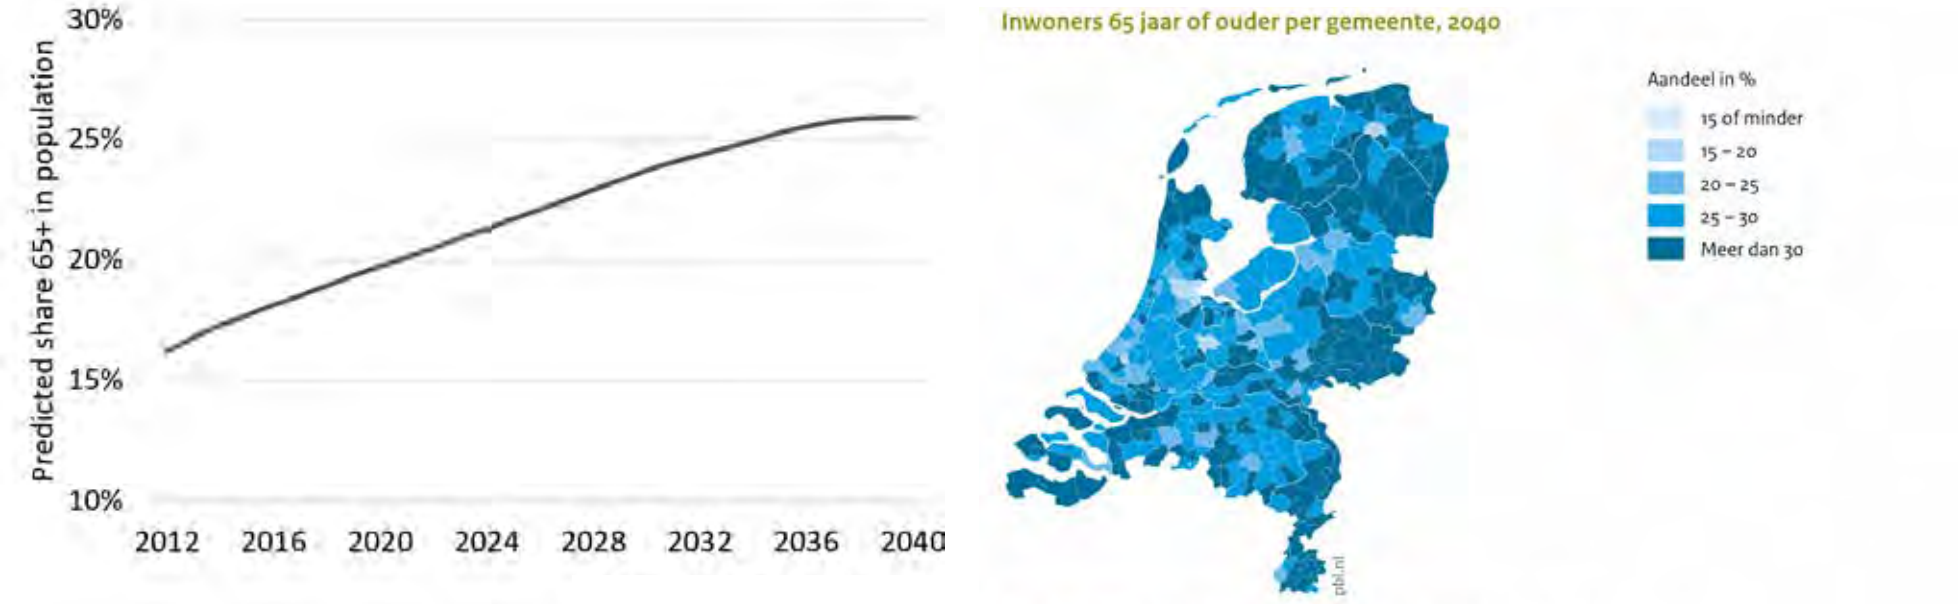 30%
25%
20%
15%
10%
Predicted share 65+ in population
2012 2016 2020 2024 2028 2032 2036 2040
Inwoners 65 jaar of ouder per gemeente, 2040
Aandeel in %
15 of minder
15 – 20
20 – 25
25 – 30
Meer dan 30
pbl.nl